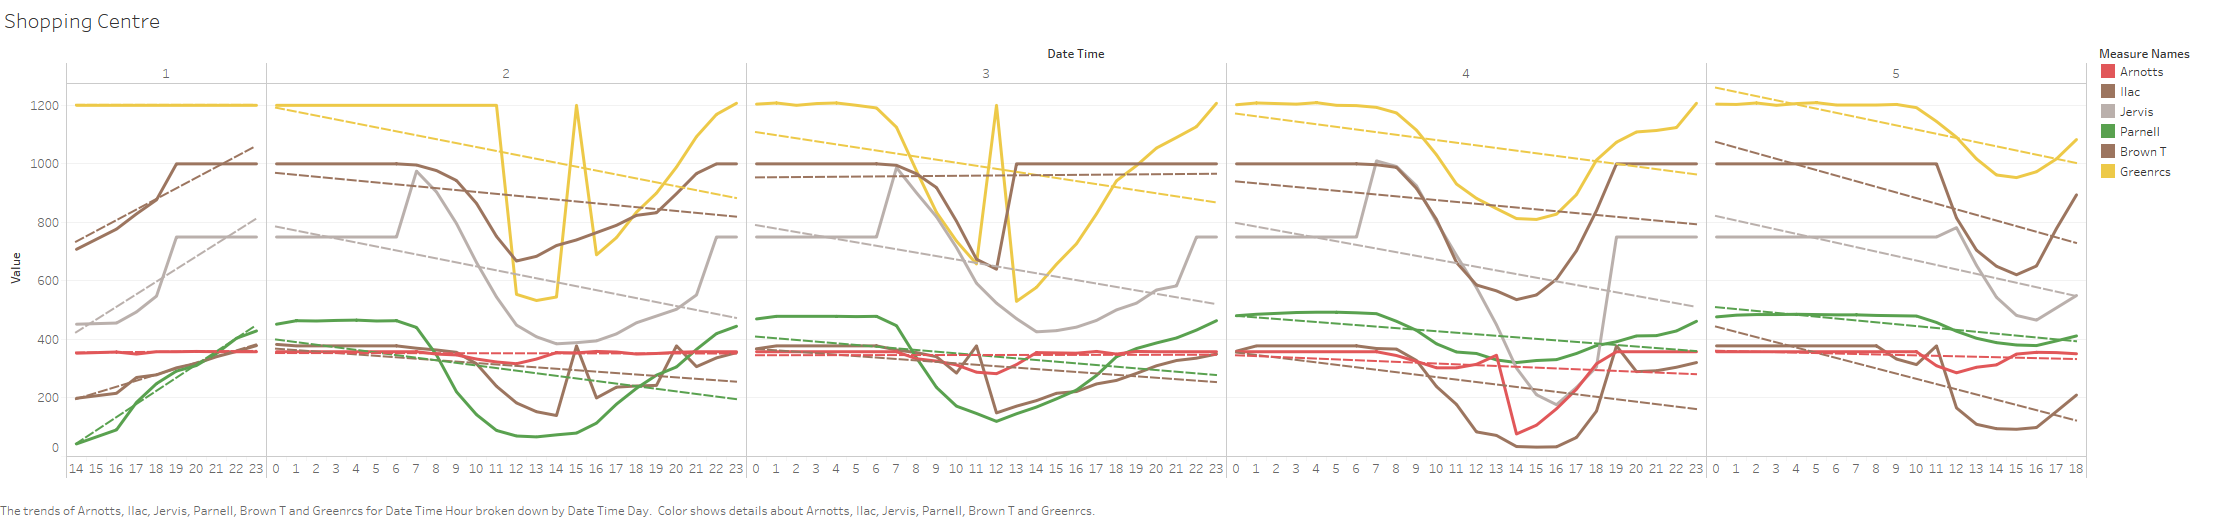 Shopping Centre
Date Time
Measure Names
1 2 3 4 5
Arnotts
Ilac
Jervis
Parnell
Brown T
Greenrcs
1200
1000
800
600
400
200
0
Value
14 15 16 17 18 19 20 21 22 23 0 1 2 3 4 5 6 7 8 9 10 11 12 13 14 15 16 17 18 19 20 21 22 23 0 1 2 3 4 5 6 7 8 9 10 11 12 13 14 15 16 17 18 19 20 21 22 23 0 1 2 3 4 5 6 7 8 9 10 11 12 13 14 15 16 17 18 19 20 21 22 23 0 1 2 3 4 5 6 7 8 9 10 11 12 13 14 15 16 17 18
The trends of Arnotts, Ilac, Jervis, Parnell, Brown T and Greenrcs for Date Time Hour broken down by Date Time Day. Color shows details about Arnotts, Ilac, Jervis, Parnell, Brown T and Greenrcs.